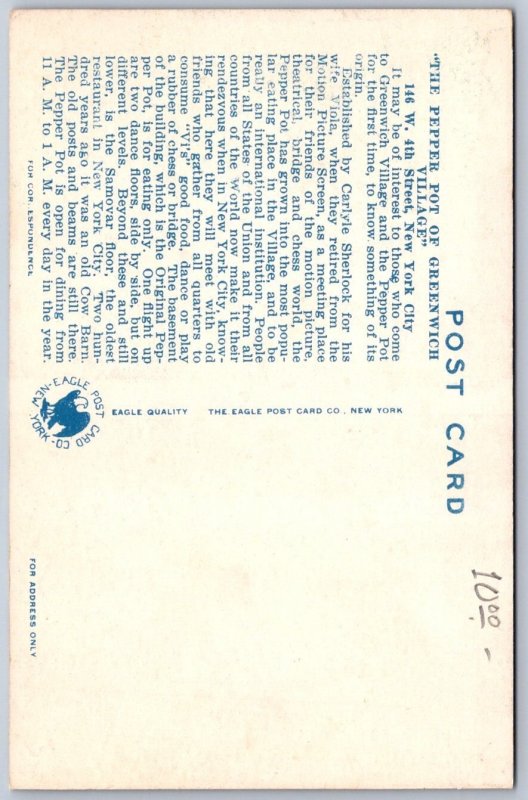 POST CARD
"THE PEPPER POT OF GREENWICH
VILLAGE"
146 W. 4th Street, New York City
It may be of interest to those who come
to Greenwich Village and the Pepper Pot
for the first time, to know something of its
origin.
Established by Carlyle Sherlock for his
wife Viola, when they retired from the
Motion Picture Screen, as a meeting place
for their friends of the motion picture,
theatrical, bridge and chess world, the
Pepper Pot has grown into the most popu-
lar eating place in the Village, and to be
really an international institution. People
from all States of the Union and from all
countries of the World now make it their
rendezvous when in New York City, know-
ing that here they will meet with old
friends who gather from all quarters to
consume "Vi's" good food, dance or play
a rubber of chess or bridge. The basement
of the building, which is the Original Pep-
per Pot, is for eating only. One flight up
are two dance floors, side by side, but on
different levels. Beyond these and still
lower, is the Samovar floor, the oldest
restaurant in New York City. Two hun-
dred years ago it was an old Cow Barn.
The old posts and beams are still there.
The Pepper Pot is open for dining from
11 A. M. to 1 A. M. every day in the year.
FOR CORRESPONDENCE
EAGLE QUALITY THE EAGLE POST CARD CO., NEW YORK
EAGLE POST CARD CO. NEW YORK
FOR ADDRESS ONLY
10.00 -